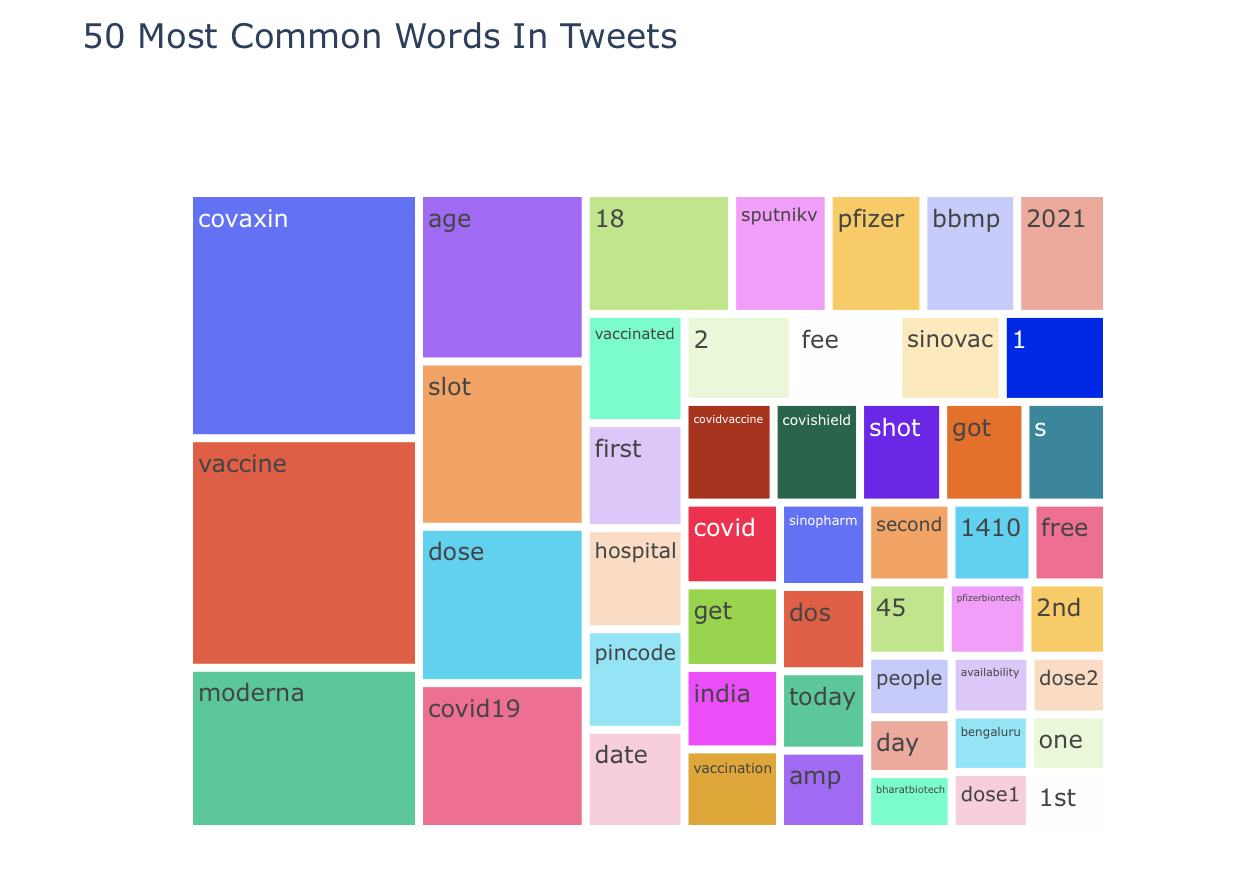 50 Most Common Words In Tweets
covaxin
vaccine
moderna
age
slot
dose
covid19
18
sputnikv
pfizer
bbmp
2021
vaccinated
first
hospital
pincode
date
2
fee
sinovac
1
covidvaccine
covishield
shot
got
s
covid
get
india
vaccination
sinopharm
dos
today
amp
second
1410
free
45
pfizerbiontech
2nd
people
day
bharatbiotech
availability
dose2
bengaluru
one
dose1
1st